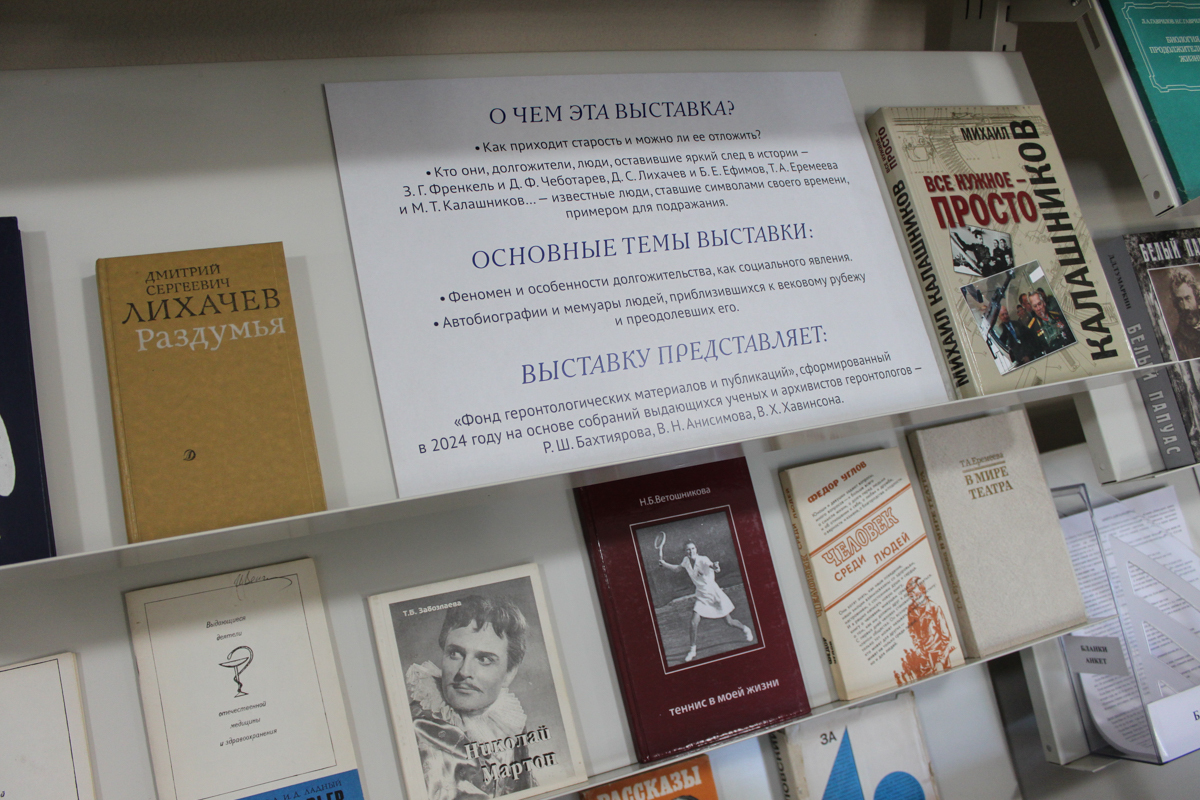 О ЧЕМ ЭТА ВЫСТАВКА?
• Как приходит старость и можно ли ее отложить?
• Кто они, долгожители, люди, оставившие яркий след в истории –
З. Г. Френкель и Д. Ф. Чеботарев, Д. С. Лихачев и Б. Е. Ефимов, Т. А. Еремеева
и М. Т. Калашников... — известные люди, ставшие символами своего времени,
примером для подражания.
ОСНОВНЫЕ ТЕМЫ ВЫСТАВКИ:
• Феномен и особенности долгожительства, как социального явления.
• Автобиографии и мемуары людей, приблизившихся к вековому рубежу
и преодолевших его.
ВЫСТАВКУ ПРЕДСТАВЛЯЕТ:
«Фонд геронтологических материалов и публикаций», сформированный
в 2024 году на основе собраний выдающихся ученых и архивистов геронтологов –
Р. Ш. Бахтиярова, В. Н. Анисимова, В. Х. Хавинсона.
ДМИТРИЙ
СЕРГЕЕВИЧ
ЛИХАЧЕВ
Раздумья
МИХАИЛ КАЛАШНИКОВ
ВСЕ НУЖНОЕ –
ПРОСТО
МИХАИЛ
КАЛАШНИКОВ
БЕЛЫЙ
БЕЛЫЙ ПАПУАС
Выдающиеся
деятели
отечественной
медицины
и здравоохранения
Т.В. Забозлаева
Николай
Мартон
Н.Б.Ветошникова
теннис в моей жизни
ФЕДОР УГЛОВ
ЧЕЛОВЕК
СРЕДИ ЛЮДЕЙ
Т.А.Еремеева
В МИРЕ
ТЕАТРА
БЛАНКИ
АНКЕТ
РАССКАЗЫ
ЗА